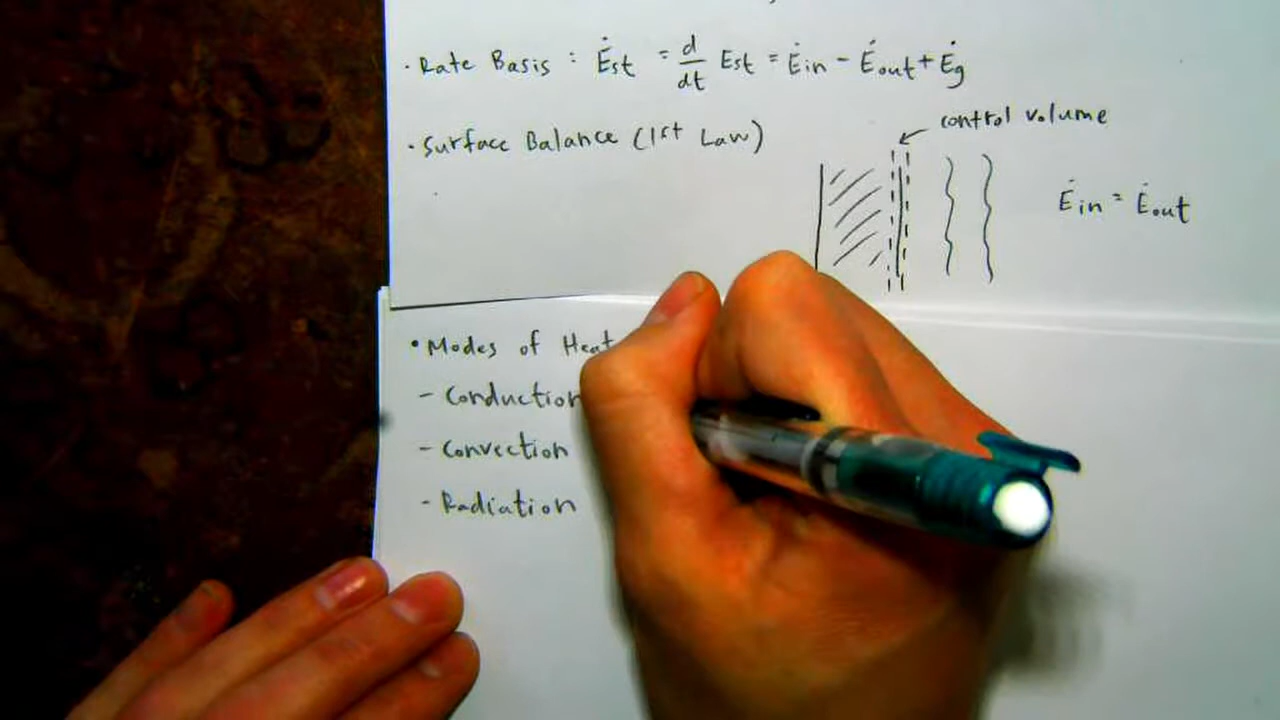 · Rate Basis : Ėst = d/dt Est = Ėin - Ėout + Ėg
control volume
· Surface Balance (1st Law)
Ėin = Ėout
• Modes of Heat
- Conduction
- Convection
- Radiation